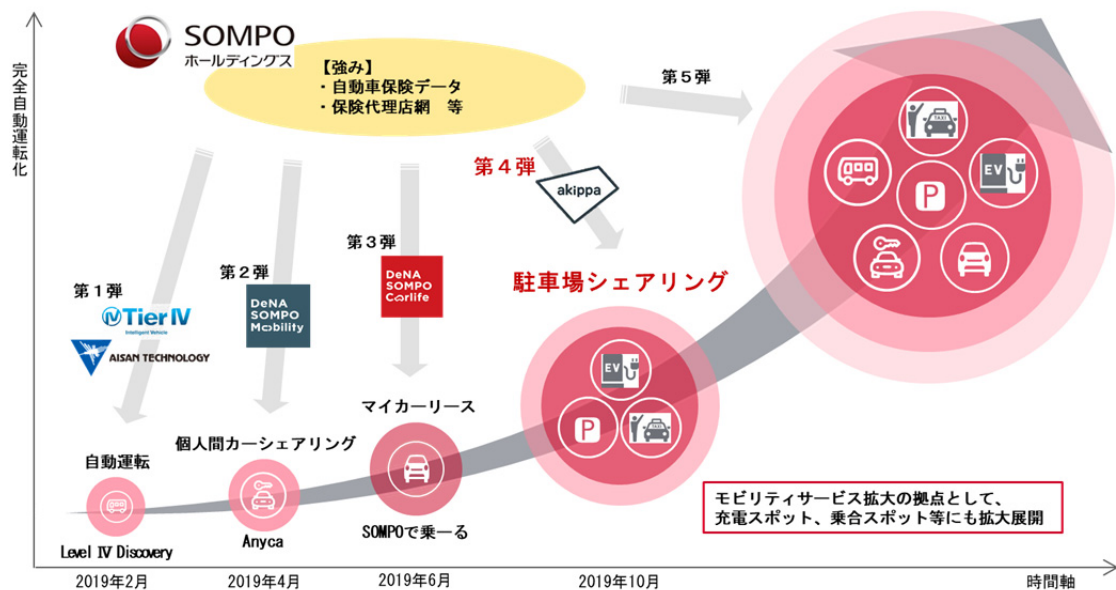 SOMPO
ホールディングス
【強み】
・自動車保険データ
・保険代理店網 等
完全自動運転化
第5弾
第4弾
akippa
第3弾
DeNA
SOMPO
Carlife
第2弾
DeNA
SOMPO
Mobility
第1弾
Tier IV
Intelligent Vehicle
AISAN TECHNOLOGY
駐車場シェアリング
マイカーリース
個人間カーシェアリング
自動運転
TAXI
EV
P
EV
P
Level Ⅳ Discovery
Anyca
SOMPOで乗ーる
モビリティサービス拡大の拠点として、
充電スポット、乗合スポット等にも拡大展開
2019年2月
2019年4月
2019年6月
2019年10月
時間軸